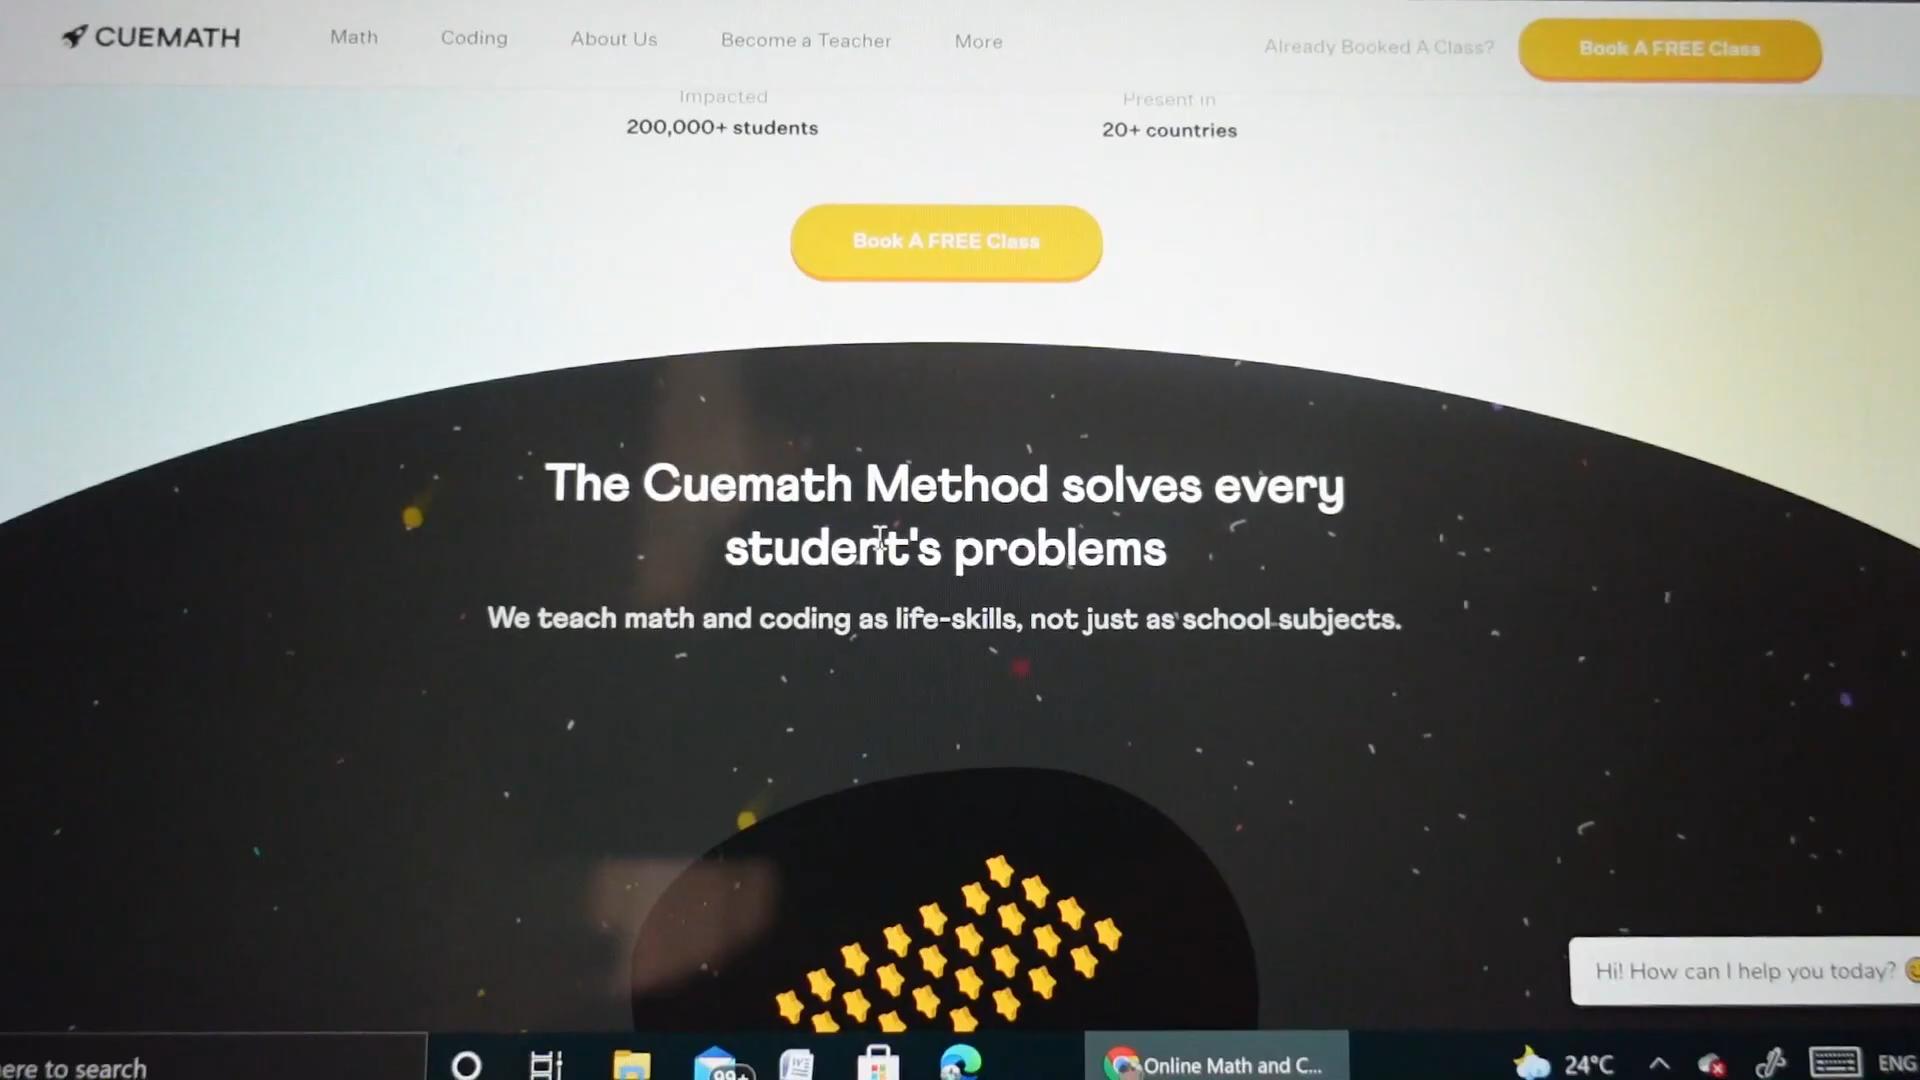 CUEMATH
Math
Coding
About Us
Become a Teacher
More
Already Booked A Class?
Book A FREE Class
Impacted
200,000+ students
Present in
20+ countries
Book A FREE Class
The Cuemath Method solves every
student's problems
We teach math and coding as life-skills, not just as school subjects.
Hi! How can I help you today?
ere to search
99+
Online Math and C...
24°C
ENG